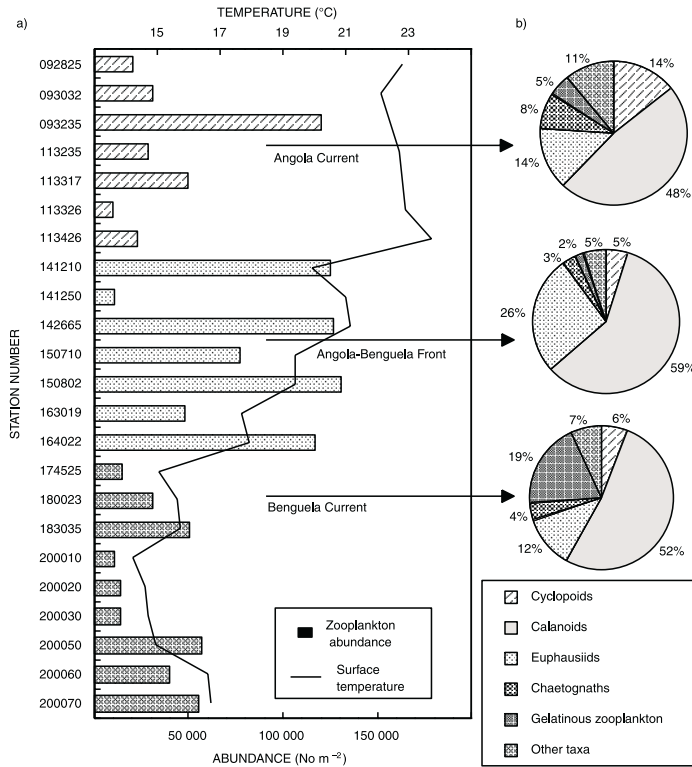 a)
TEMPERATURE (°C)
15 17 19 21 23
STATION NUMBER
092825
093032
093235
113235
113317
113326
113426
141210
141250
142665
150710
150802
163019
164022
174525
180023
183035
200010
200020
200030
200050
200060
200070
Angola Current
Angola-Benguela Front
Benguela Current
Zooplankton
abundance
Surface
temperature
50 000 100 000 150 000
ABUNDANCE (No m⁻²)
b)
11% 14%
5%
8%
14%
48%
2% 5% 5%
3%
26%
59%
7% 6%
19%
4%
12%
52%
Cyclopoids
Calanoids
Euphausiids
Chaetognaths
Gelatinous zooplankton
Other taxa